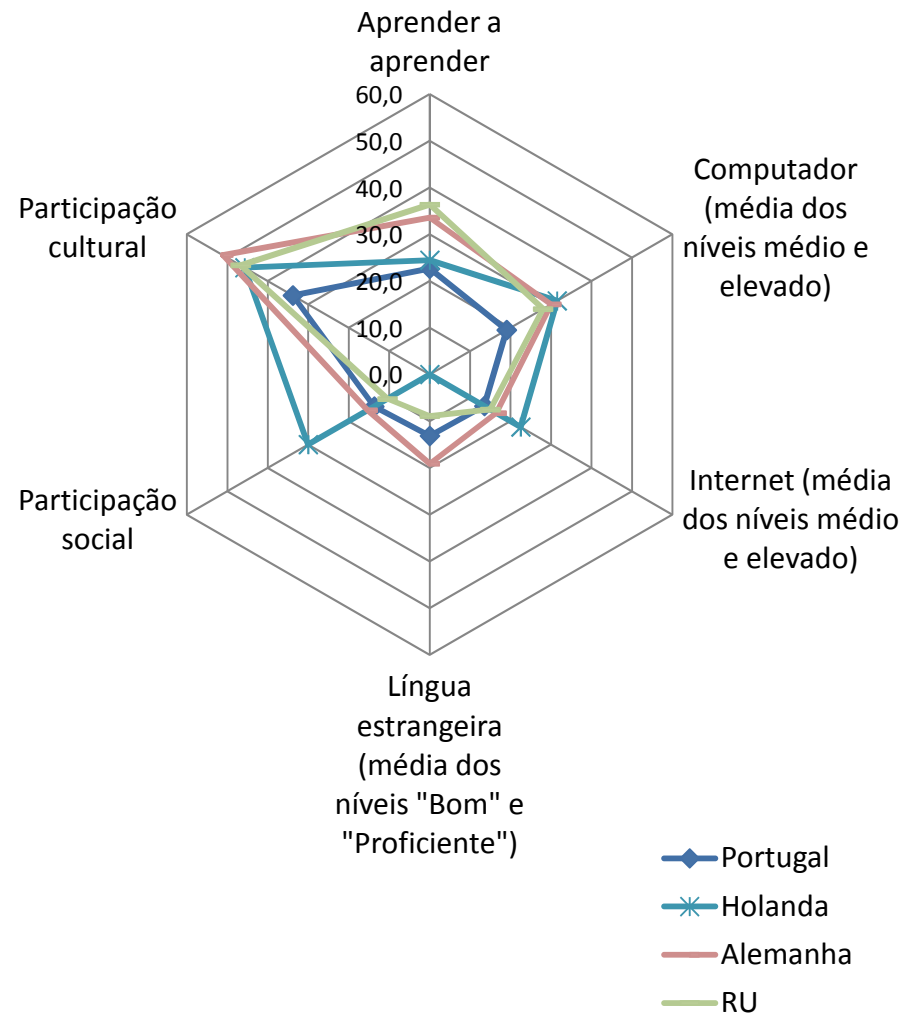 Aprender a
aprender
60,0
50,0
40,0
30,0
20,0
10,0
0,0
Computador
(média dos
níveis médio e
elevado)
Internet (média
dos níveis médio
e elevado)
Língua
estrangeira
(média dos
níveis "Bom" e
"Proficiente")
Participação
social
Participação
cultural
Portugal
Holanda
Alemanha
RU